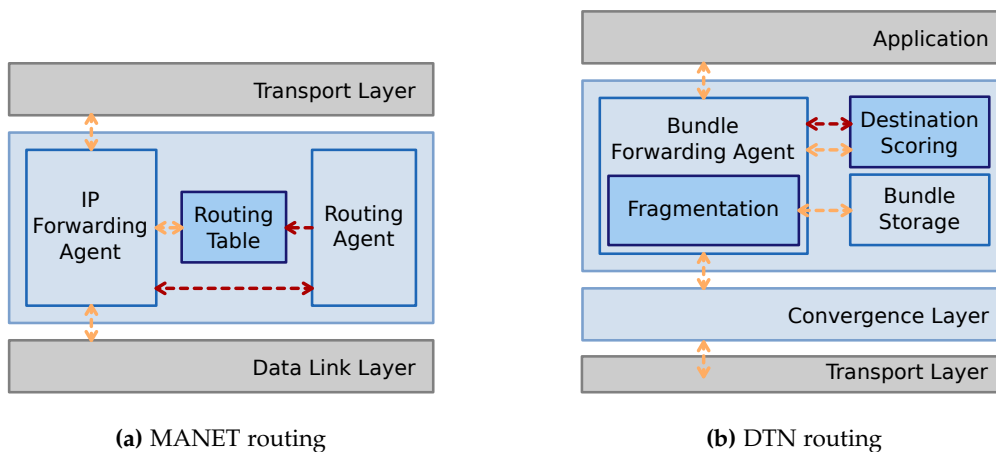 Transport Layer
IP
Forwarding
Agent
Routing
Table
Routing
Agent
Data Link Layer
(a) MANET routing
Application
Bundle
Forwarding Agent
Destination
Scoring
Fragmentation
Bundle
Storage
Convergence Layer
Transport Layer
(b) DTN routing